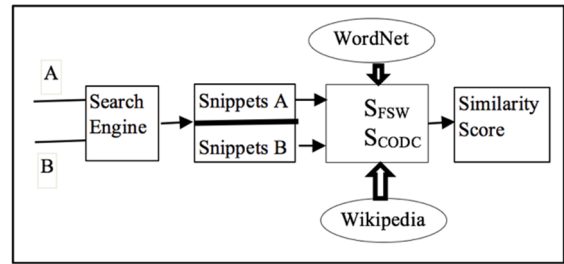 WordNet
A
Search
Engine
B
Snippets A
Snippets B
SFSW
SCODC
Similarity
Score
Wikipedia